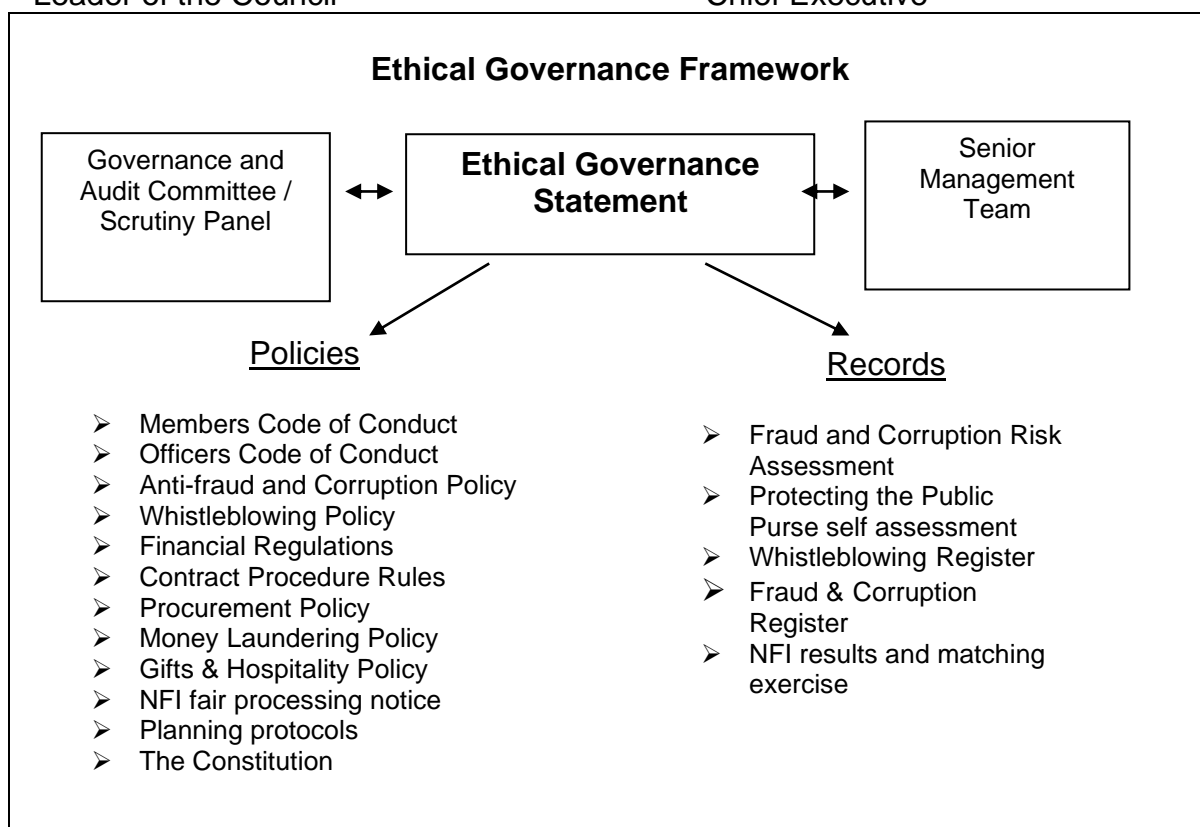 Leader of the Council Chief Executive
Ethical Governance Framework
Governance and
Audit Committee /
Scrutiny Panel
Ethical Governance
Statement
Senior
Management
Team
Policies
➢ Members Code of Conduct
➢ Officers Code of Conduct
➢ Anti-fraud and Corruption Policy
➢ Whistleblowing Policy
➢ Financial Regulations
➢ Contract Procedure Rules
➢ Procurement Policy
➢ Money Laundering Policy
➢ Gifts & Hospitality Policy
➢ NFI fair processing notice
➢ Planning protocols
➢ The Constitution
Records
➢ Fraud and Corruption Risk
Assessment
➢ Protecting the Public
Purse self assessment
➢ Whistleblowing Register
➢ Fraud & Corruption
Register
➢ NFI results and matching
exercise